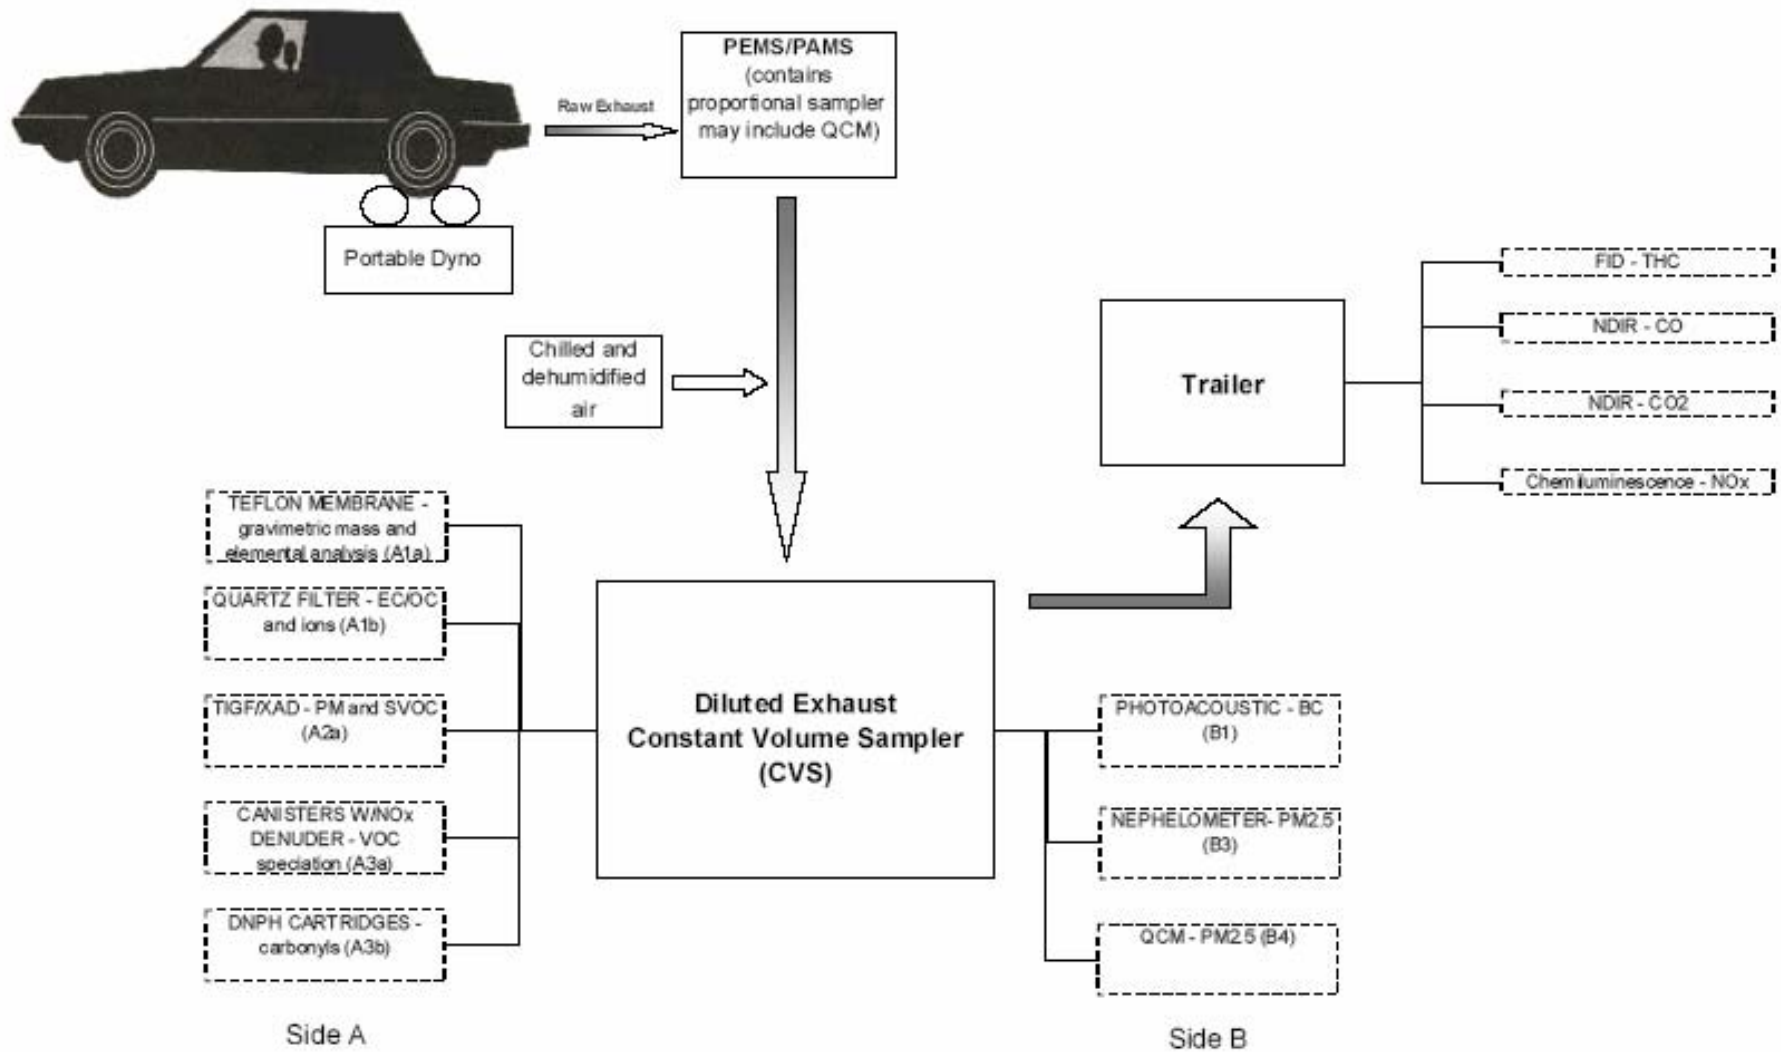 PEMS/PAMS
(contains
proportional sampler
may include QCM)
Raw Exhaust
Portable Dyno
Chilled and
dehumidified
air
FID - THC
NDIR - CO
NDIR - CO2
Chemiluminescence - NOx
Trailer
TEFLON MEMBRANE -
gravimetric mass and
elemental analysis (A1a)
QUARTZ FILTER - EC/OC
and ions (A1b)
TIGF/XAD - PM and SVOC
(A2a)
CANISTERS W/NOx
DENUDER - VOC
speciation (A3a)
DNPH CARTRIDGES -
carbonyls (A3b)
Side A
Diluted Exhaust
Constant Volume Sampler
(CVS)
PHOTOACOUSTIC - BC
(B1)
NEPHELOMETER- PM2.5
(B3)
QCM - PM2.5 (B4)
Side B